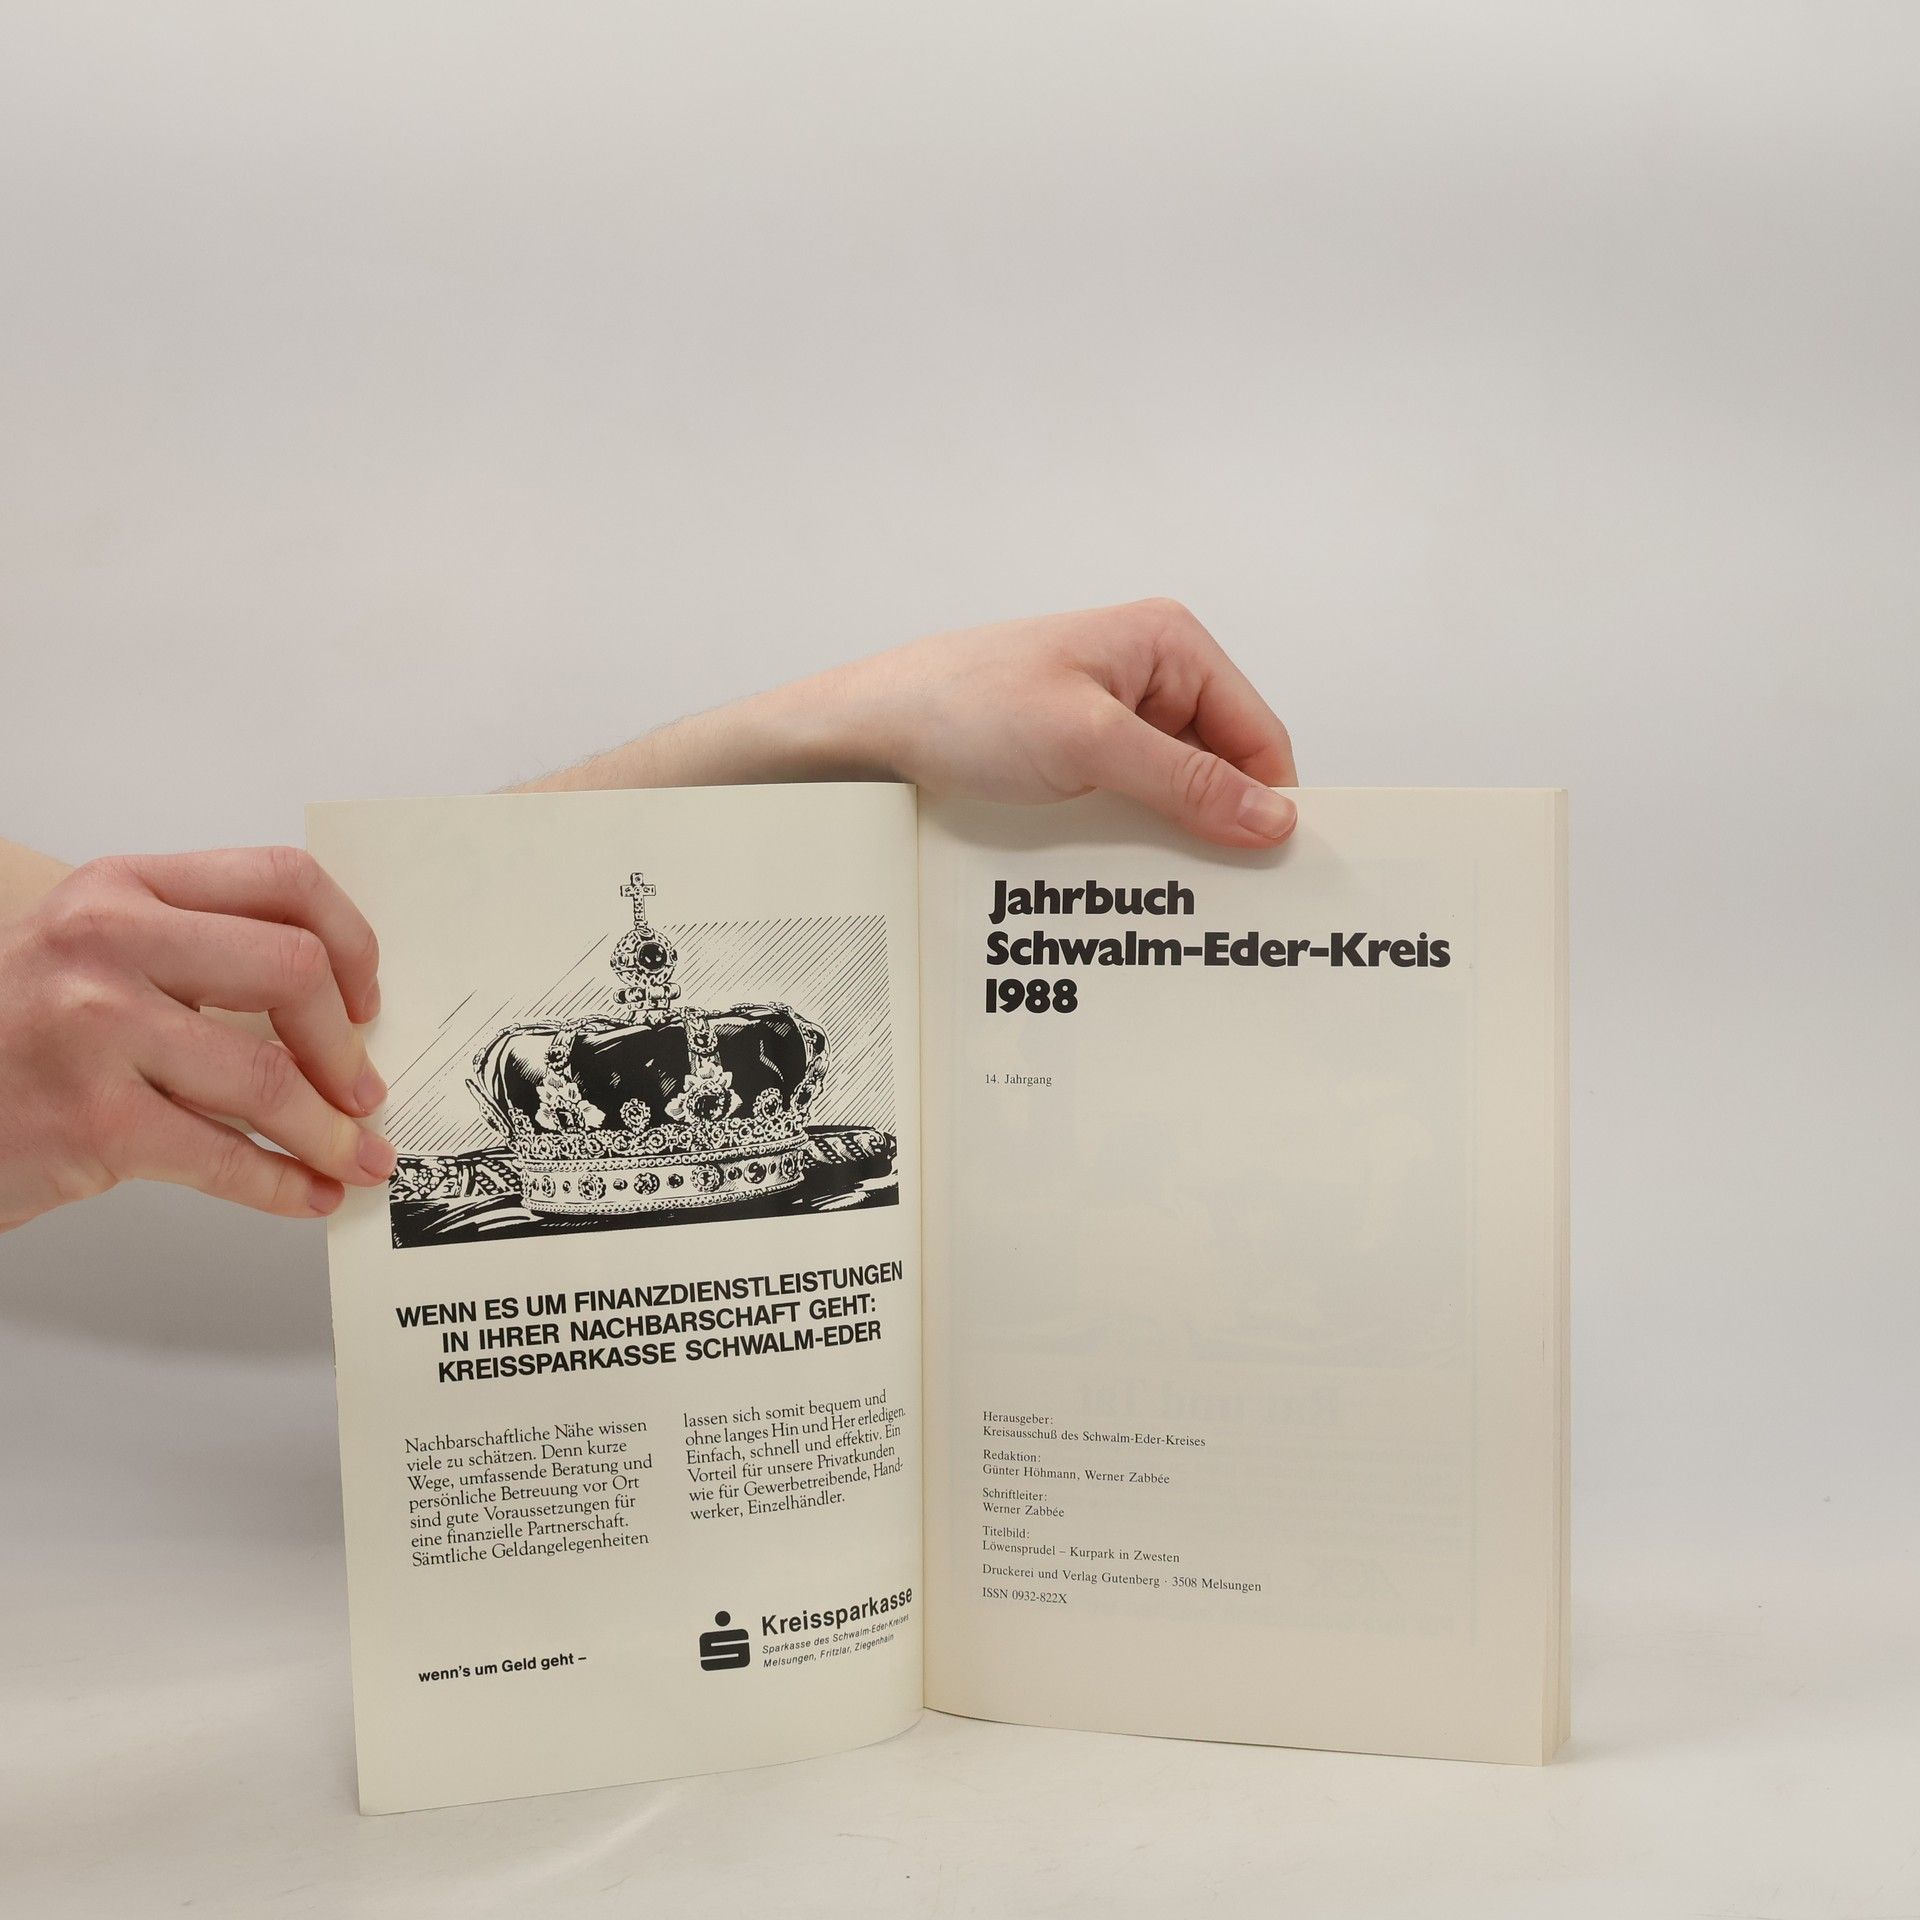 WENN ES UM FINANZDIENSTLEISTUNGEN
IN IHRER NACHBARSCHAFT GEHT:
KREISSPARKASSE SCHWALM-EDER
Nachbarschaftliche Nähe wissen
viele zu schätzen. Denn kurze
Wege, umfassende Beratung und
persönliche Betreuung vor Ort
sind gute Voraussetzungen für
eine finanzielle Partnerschaft.
Sämtliche Geldangelegenheiten
lassen sich somit bequem und
ohne langes Hin und Her erledigen.
Einfach, schnell und effektiv. Ein
Vorteil für unsere Privatkunden
wie für Gewerbetreibende, Hand-
werker, Einzelhändler.
wenn's um Geld geht –
Kreissparkasse
Sparkasse des Schwalm-Eder-Kreises
Melsungen, Fritzlar, Ziegenhain
Jahrbuch
Schwalm-Eder-Kreis
1988
14. Jahrgang
Herausgeber:
Kreisausschuß des Schwalm-Eder-Kreises
Redaktion:
Günter Höhmann, Werner Zabbée
Schriftleiter:
Werner Zabbée
Titelbild:
Löwensprudel – Kurpark in Zwesten
Druckerei und Verlag Gutenberg · 3508 Melsungen
ISSN 0932-822X